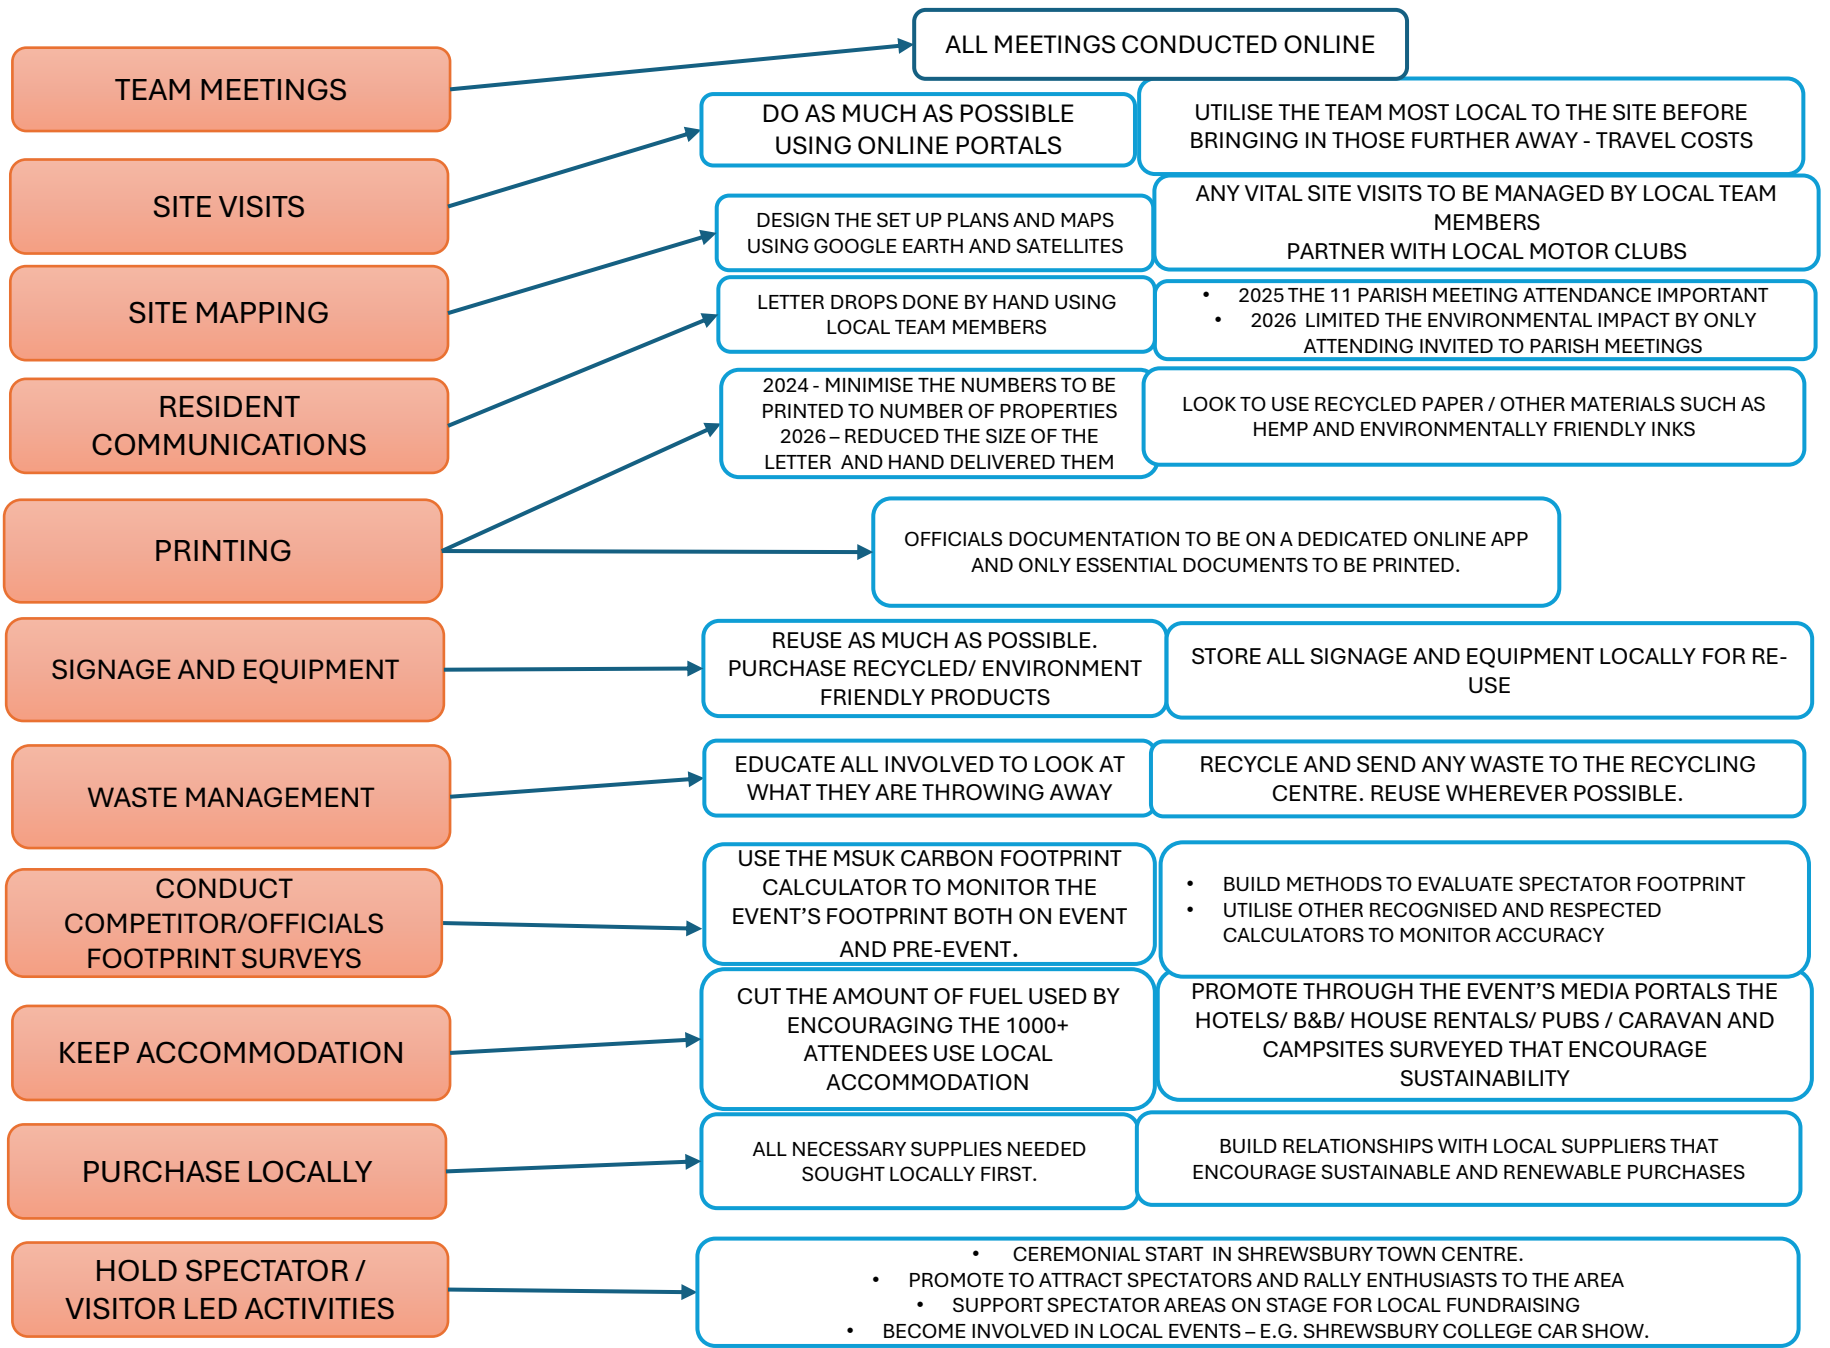 TEAM MEETINGS
ALL MEETINGS CONDUCTED ONLINE
SITE VISITS
DO AS MUCH AS POSSIBLE
USING ONLINE PORTALS
UTILISE THE TEAM MOST LOCAL TO THE SITE BEFORE
BRINGING IN THOSE FURTHER AWAY - TRAVEL COSTS
SITE MAPPING
DESIGN THE SET UP PLANS AND MAPS
USING GOOGLE EARTH AND SATELLITES
ANY VITAL SITE VISITS TO BE MANAGED BY LOCAL TEAM
MEMBERS
PARTNER WITH LOCAL MOTOR CLUBS
RESIDENT
COMMUNICATIONS
LETTER DROPS DONE BY HAND USING
LOCAL TEAM MEMBERS
• 2025 THE 11 PARISH MEETING ATTENDANCE IMPORTANT
• 2026 LIMITED THE ENVIRONMENTAL IMPACT BY ONLY
ATTENDING INVITED TO PARISH MEETINGS
PRINTING
2024 - MINIMISE THE NUMBERS TO BE
PRINTED TO NUMBER OF PROPERTIES
2026 – REDUCED THE SIZE OF THE
LETTER AND HAND DELIVERED THEM
LOOK TO USE RECYCLED PAPER / OTHER MATERIALS SUCH AS
HEMP AND ENVIRONMENTALLY FRIENDLY INKS
OFFICIALS DOCUMENTATION TO BE ON A DEDICATED ONLINE APP
AND ONLY ESSENTIAL DOCUMENTS TO BE PRINTED.
SIGNAGE AND EQUIPMENT
REUSE AS MUCH AS POSSIBLE.
PURCHASE RECYCLED/ ENVIRONMENT
FRIENDLY PRODUCTS
STORE ALL SIGNAGE AND EQUIPMENT LOCALLY FOR RE-
USE
WASTE MANAGEMENT
EDUCATE ALL INVOLVED TO LOOK AT
WHAT THEY ARE THROWING AWAY
RECYCLE AND SEND ANY WASTE TO THE RECYCLING
CENTRE. REUSE WHEREVER POSSIBLE.
CONDUCT
COMPETITOR/OFFICIALS
FOOTPRINT SURVEYS
USE THE MSUK CARBON FOOTPRINT
CALCULATOR TO MONITOR THE
EVENT'S FOOTPRINT BOTH ON EVENT
AND PRE-EVENT.
• BUILD METHODS TO EVALUATE SPECTATOR FOOTPRINT
• UTILISE OTHER RECOGNISED AND RESPECTED
CALCULATORS TO MONITOR ACCURACY
KEEP ACCOMMODATION
CUT THE AMOUNT OF FUEL USED BY
ENCOURAGING THE 1000+
ATTENDEES USE LOCAL
ACCOMMODATION
PROMOTE THROUGH THE EVENT'S MEDIA PORTALS THE
HOTELS/ B&B/ HOUSE RENTALS/ PUBS / CARAVAN AND
CAMPSITES SURVEYED THAT ENCOURAGE
SUSTAINABILITY
PURCHASE LOCALLY
ALL NECESSARY SUPPLIES NEEDED
SOUGHT LOCALLY FIRST.
BUILD RELATIONSHIPS WITH LOCAL SUPPLIERS THAT
ENCOURAGE SUSTAINABLE AND RENEWABLE PURCHASES
HOLD SPECTATOR /
VISITOR LED ACTIVITIES
• CEREMONIAL START IN SHREWSBURY TOWN CENTRE.
• PROMOTE TO ATTRACT SPECTATORS AND RALLY ENTHUSIASTS TO THE AREA
• SUPPORT SPECTATOR AREAS ON STAGE FOR LOCAL FUNDRAISING
• BECOME INVOLVED IN LOCAL EVENTS – E.G. SHREWSBURY COLLEGE CAR SHOW.